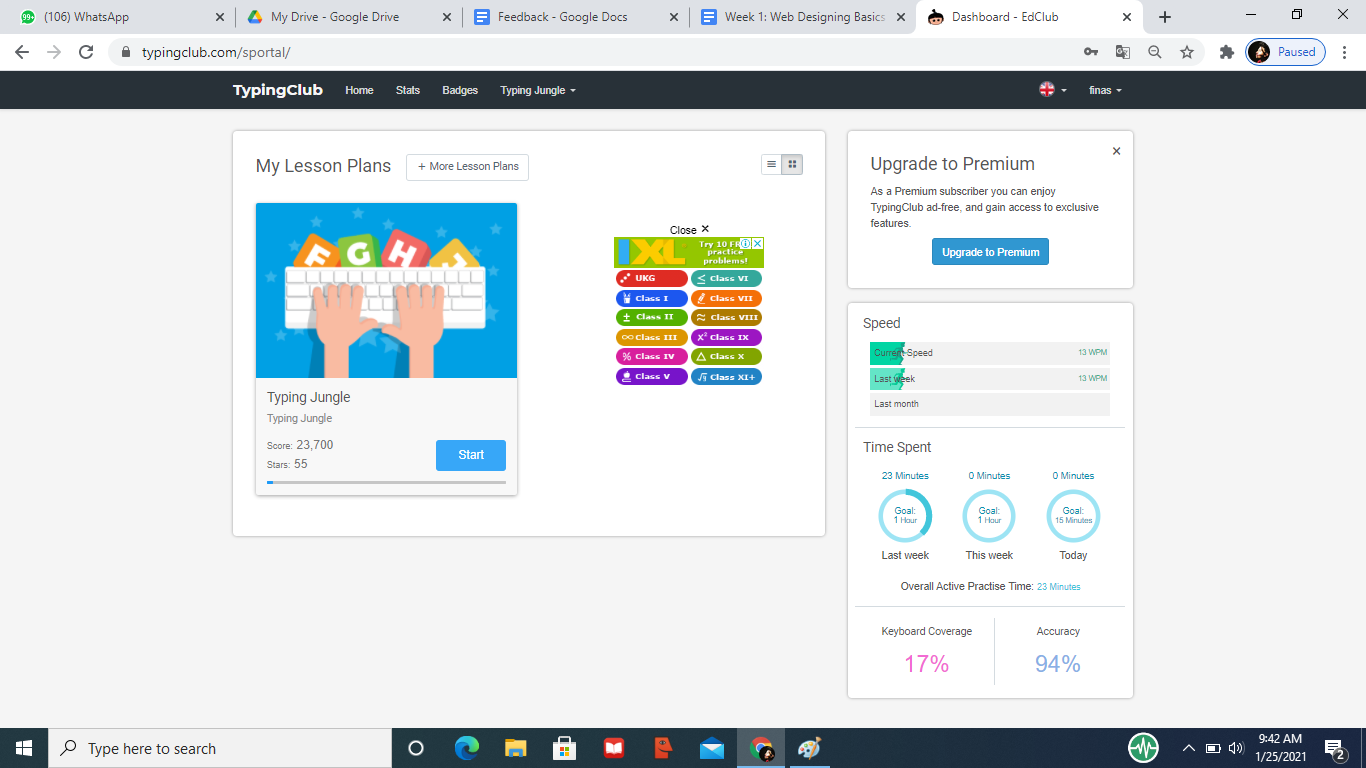 (106) WhatsApp
My Drive - Google Drive
Feedback - Google Docs
Week 1: Web Designing Basics
Dashboard - EdClub
typingclub.com/sportal/
Paused
TypingClub Home Stats Badges Typing Jungle
finas
My Lesson Plans
+ More Lesson Plans
F G H J
Typing Jungle
Typing Jungle
Score: 23,700
Stars: 55
Start
Close ✕
IXL
practice
problems!
UKG
Class VI
Class I
Class VII
Class II
Class VIII
Class III
Class IX
Class IV
Class X
Class V
Class XI+
Upgrade to Premium
As a Premium subscriber you can enjoy
TypingClub ad-free, and gain access to exclusive
features.
Upgrade to Premium
Speed
Current Speed 13 WPM
Last week 13 WPM
Last month
Time Spent
23 Minutes 0 Minutes 0 Minutes
Goal: Goal: Goal:
1 Hour 1 Hour 15 Minutes
Last week This week Today
Overall Active Practise Time: 23 Minutes
Keyboard Coverage Accuracy
17% 94%
Type here to search
9:42 AM
1/25/2021
2